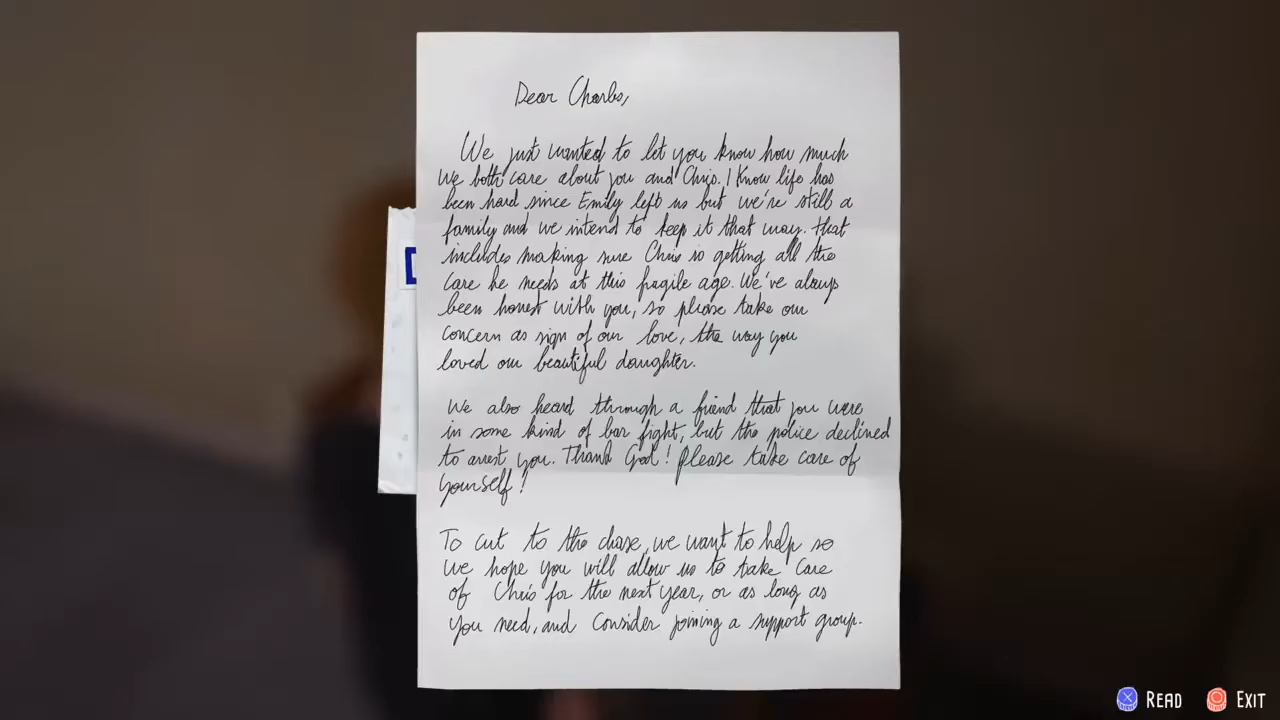 Dear Charles,
We just wanted to let you know how much
we both care about you and Chris. I know life has
been hard since Emily left us but we're still a
family and we intend to keep it that way. That
includes making sure Chris is getting all the
care he needs at this fragile age. We've always
been honest with you, so please take our
concern as sign of our love, the way you
loved our beautiful daughter.
We also heard through a friend that you were
in some kind of bar fight, but the police declined
to arrest you. Thank God! please take care of
yourself!
To cut to the chase, we want to help so
we hope you will allow us to take care
of Chris for the next year, or as long as
you need, and consider joining a support group.
READ EXIT